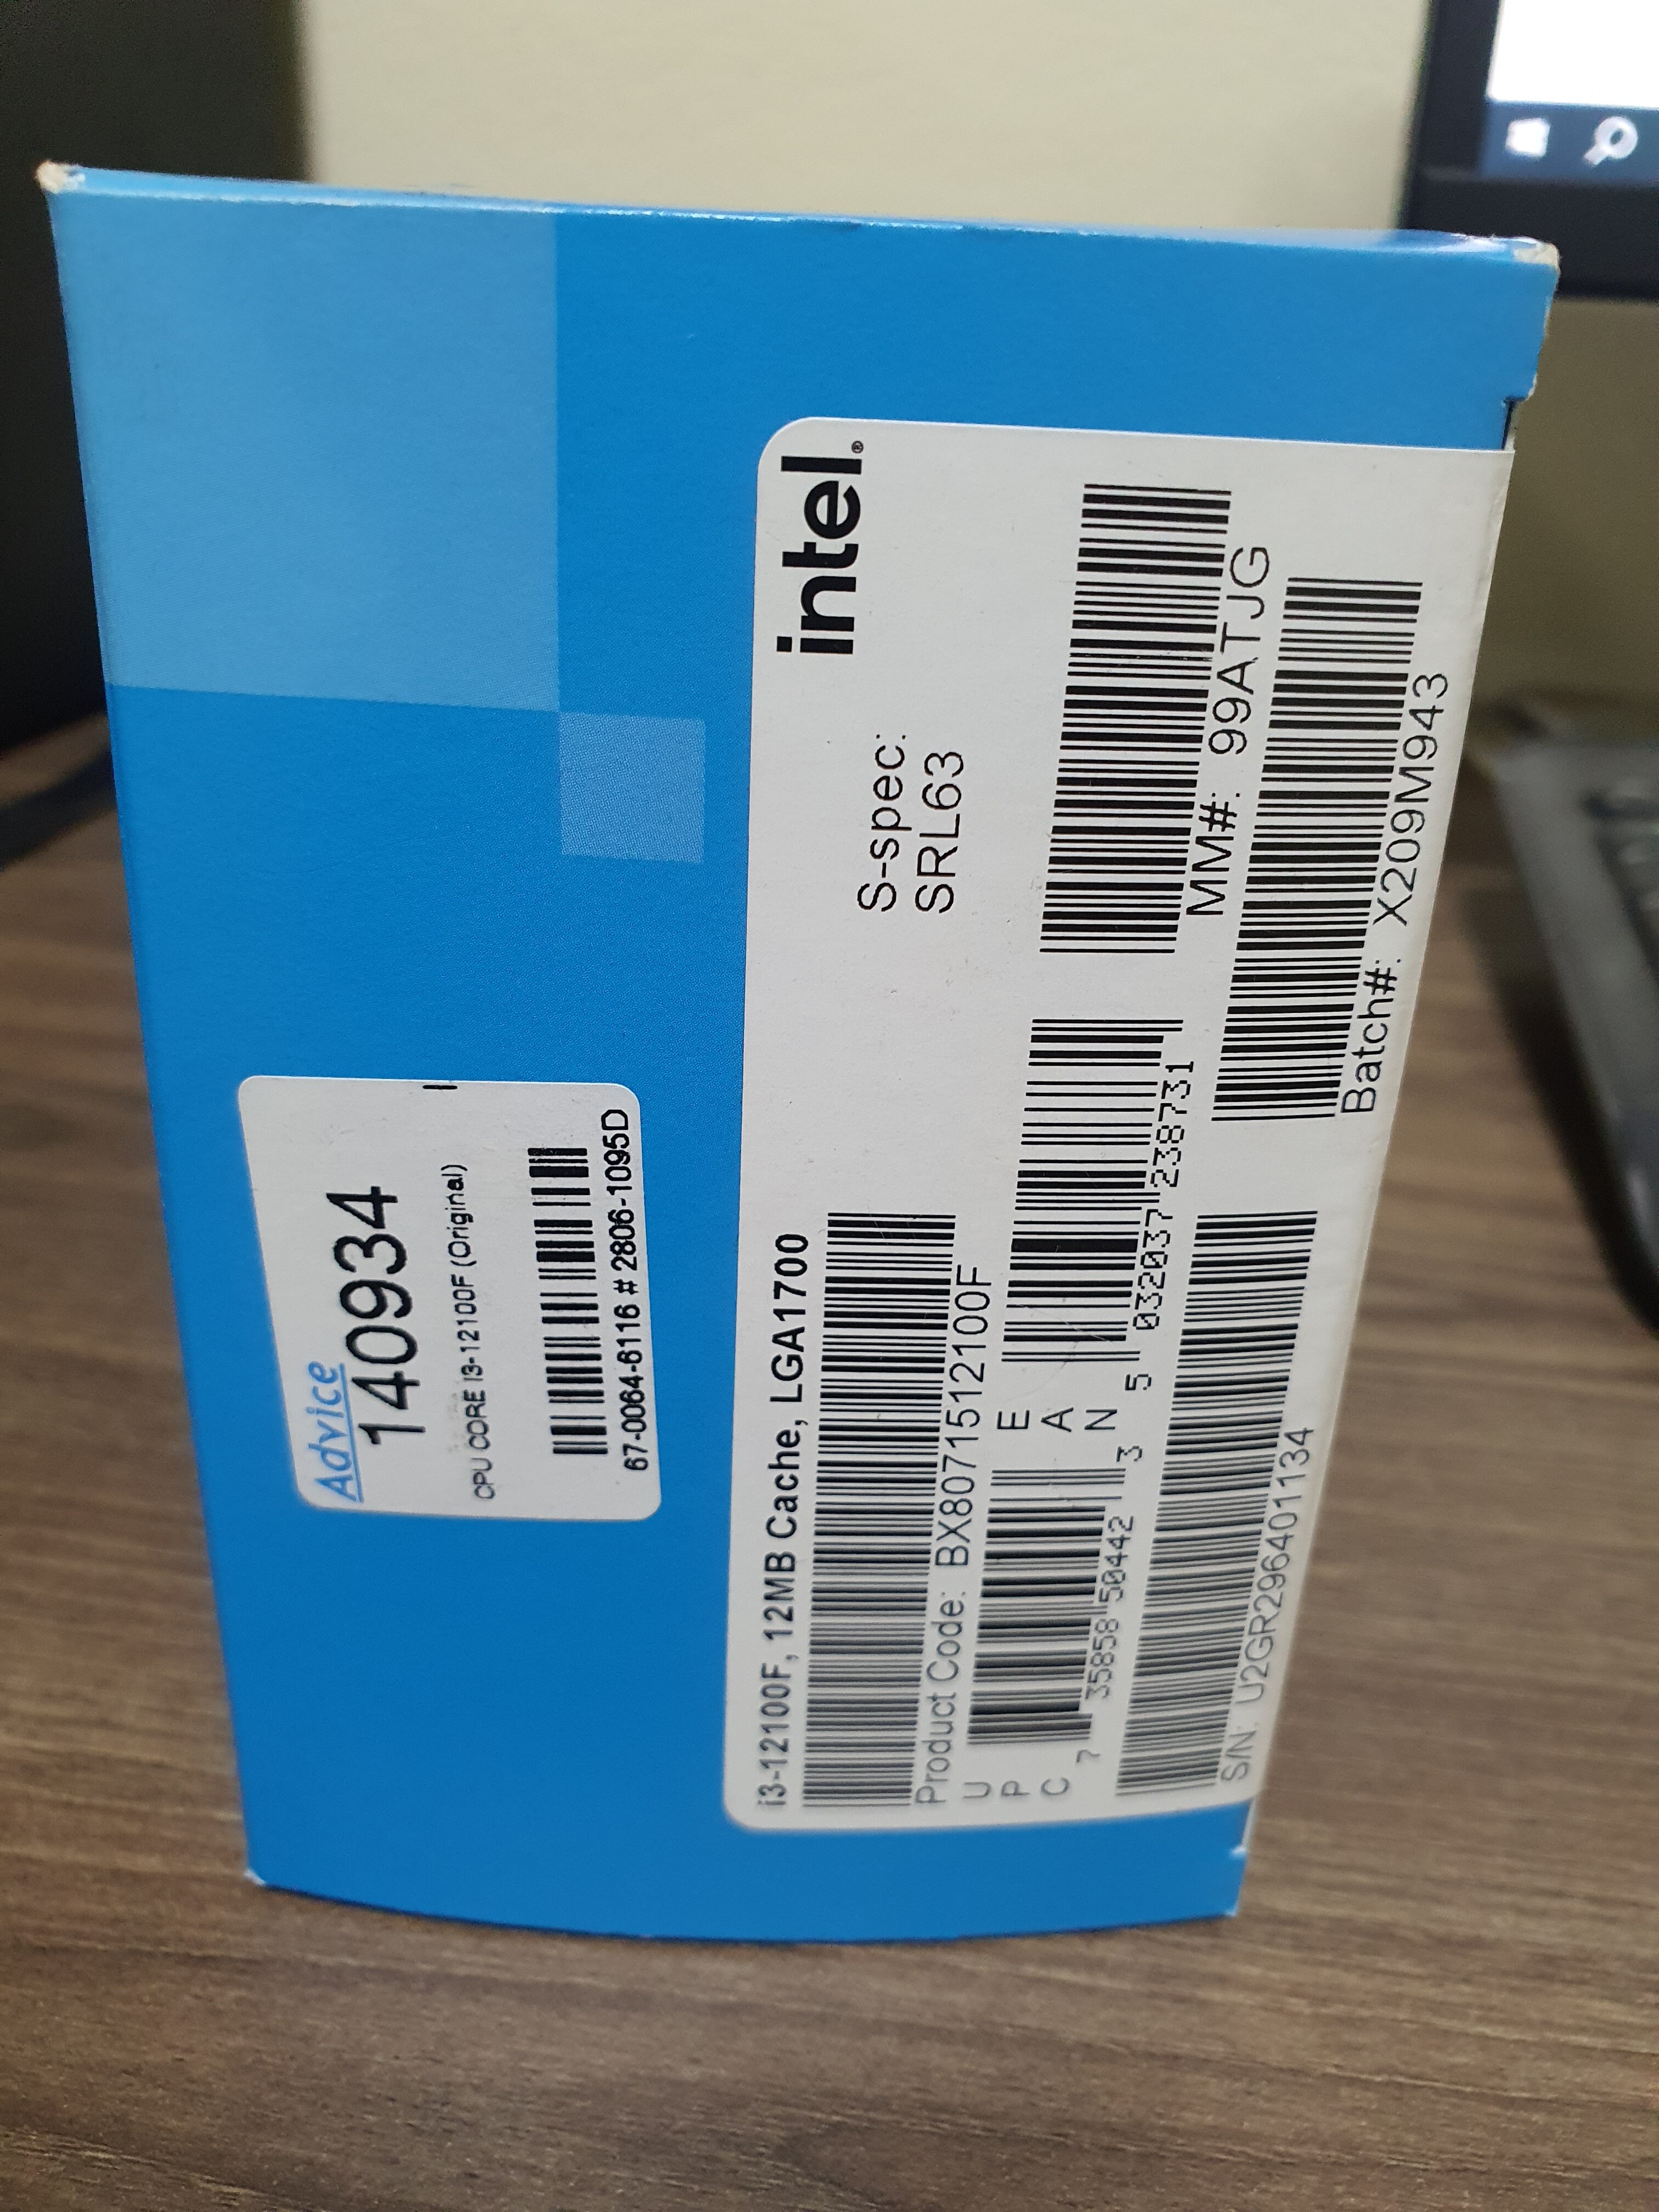 Advice
140934
CPU CORE I3-12100F (Original)
67-0064-6116 # 2806-1095D
intel®
i3-12100F, 12MB Cache, LGA1700
S-spec:
SRL63
Product Code: BX8071512100F
MM#: 99ATJG
UPC
7 35858 50442 3
EAN
5 032037 238731
Batch#: X209M943
S/N: U2GR296401134